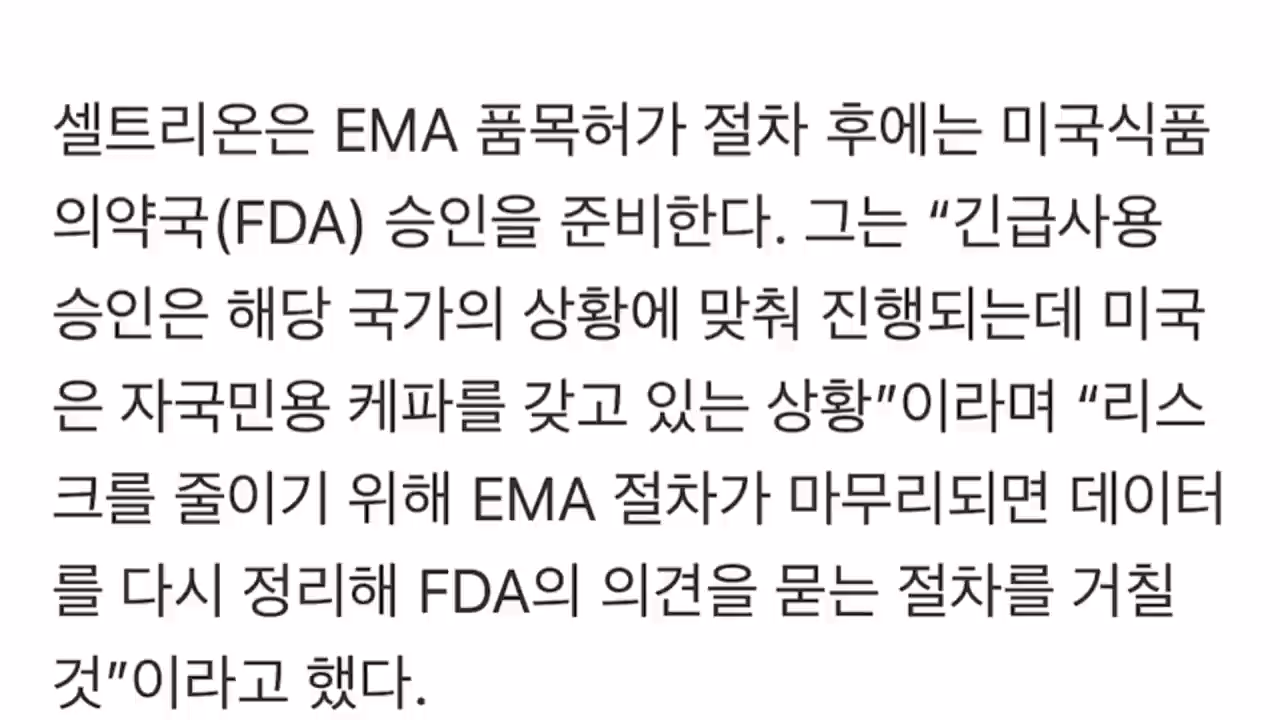 셀트리온은 EMA 품목허가 절차 후에는 미국식품
의약국(FDA) 승인을 준비한다. 그는 “긴급사용
승인은 해당 국가의 상황에 맞춰 진행되는데 미국
은 자국민용 케파를 갖고 있는 상황”이라며 “리스
크를 줄이기 위해 EMA 절차가 마무리되면 데이터
를 다시 정리해 FDA의 의견을 묻는 절차를 거칠
것”이라고 했다.